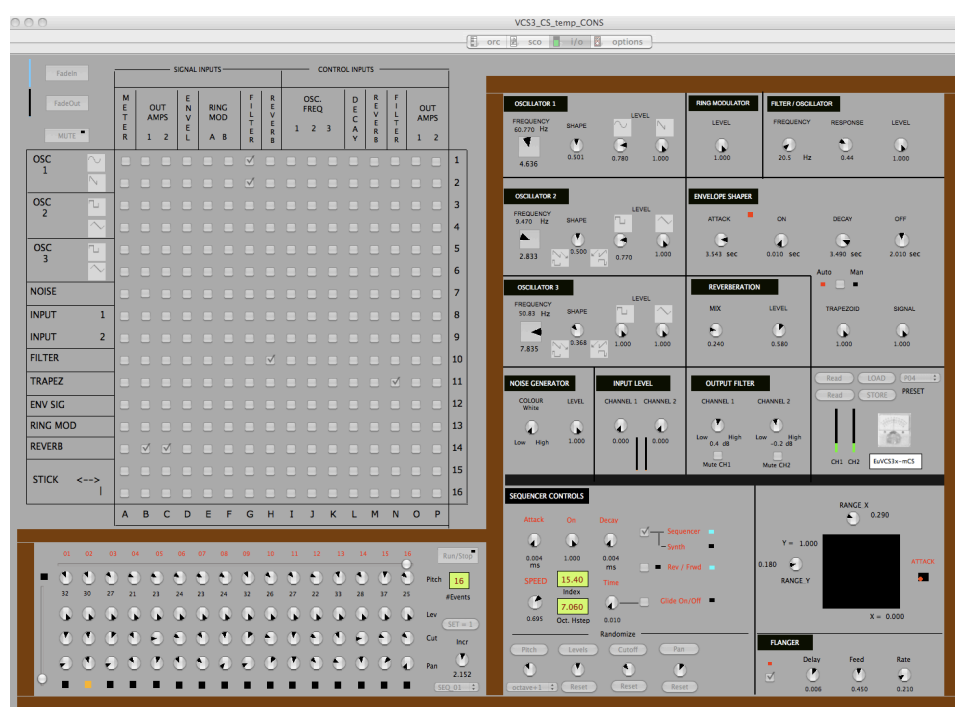 VCS3_CS_temp_CONS
orc sco i/o options
FadeIn
FadeOut
MUTE
SIGNAL INPUTS CONTROL INPUTS
METER OUT AMPS 1 2 ENVEL RING MOD A B FILTER REVERB OSC. FREQ 1 2 3 DECAY REVERB FILTER OUT AMPS 1 2
OSC 1 1
2
OSC 2 3
4
OSC 3 5
6
NOISE 7
INPUT 1 8
INPUT 2 9
FILTER 10
TRAPEZ 11
ENV SIG 12
RING MOD 13
REVERB 14
15
STICK <-->
| 16
A B C D E F G H I J K L M N O P
OSCILLATOR 1
FREQUENCY
60.770 Hz SHAPE LEVEL
4.636 0.501 0.780 1.000
RING MODULATOR
LEVEL
1.000
FILTER / OSCILLATOR
FREQUENCY RESPONSE LEVEL
20.5 Hz 0.44 1.000
OSCILLATOR 2
FREQUENCY
9.470 Hz SHAPE LEVEL
2.833 0.500 0.770 1.000
ENVELOPE SHAPER
ATTACK ON DECAY OFF
3.543 sec 0.010 sec 3.490 sec 2.010 sec
Auto Man
TRAPEZOID SIGNAL
1.000 1.000
OSCILLATOR 3
FREQUENCY
50.83 Hz SHAPE LEVEL
7.835 0.368 1.000 1.000
REVERBERATION
MIX LEVEL
0.240 0.580
NOISE GENERATOR
COLOUR LEVEL
White
Low High 1.000
INPUT LEVEL
CHANNEL 1 CHANNEL 2
0.000 0.000
OUTPUT FILTER
CHANNEL 1 CHANNEL 2
Low High Low High
0.4 dB -0.2 dB
Mute CH1 Mute CH2
Read LOAD P04
Read STORE PRESET
CH1 CH2 EuVCS3x-mCS
SEQUENCER CONTROLS
Attack On Decay
0.004 ms 1.000 0.004 ms
Sequencer
Synth
Rev / Frwd
SPEED 15.40 Time
Index
7.060 Glide On/Off
0.695 Oct. Hstep 0.010
Randomize
Pitch Levels Cutoff Pan
octave+1 Reset Reset Reset
RANGE X
0.290
Y = 1.000
0.180
RANGE Y
ATTACK
X = 0.000
FLANGER
Delay Feed Rate
0.006 0.450 0.210
01 02 03 04 05 06 07 08 09 10 11 12 13 14 15 16
Run/Stop
Pitch 16
32 30 27 21 23 24 23 22 24 33 28 27 22 23 37 25
#Events
Lev
SET = 1
Cut Incr
Pan
2.152
SEQ_01